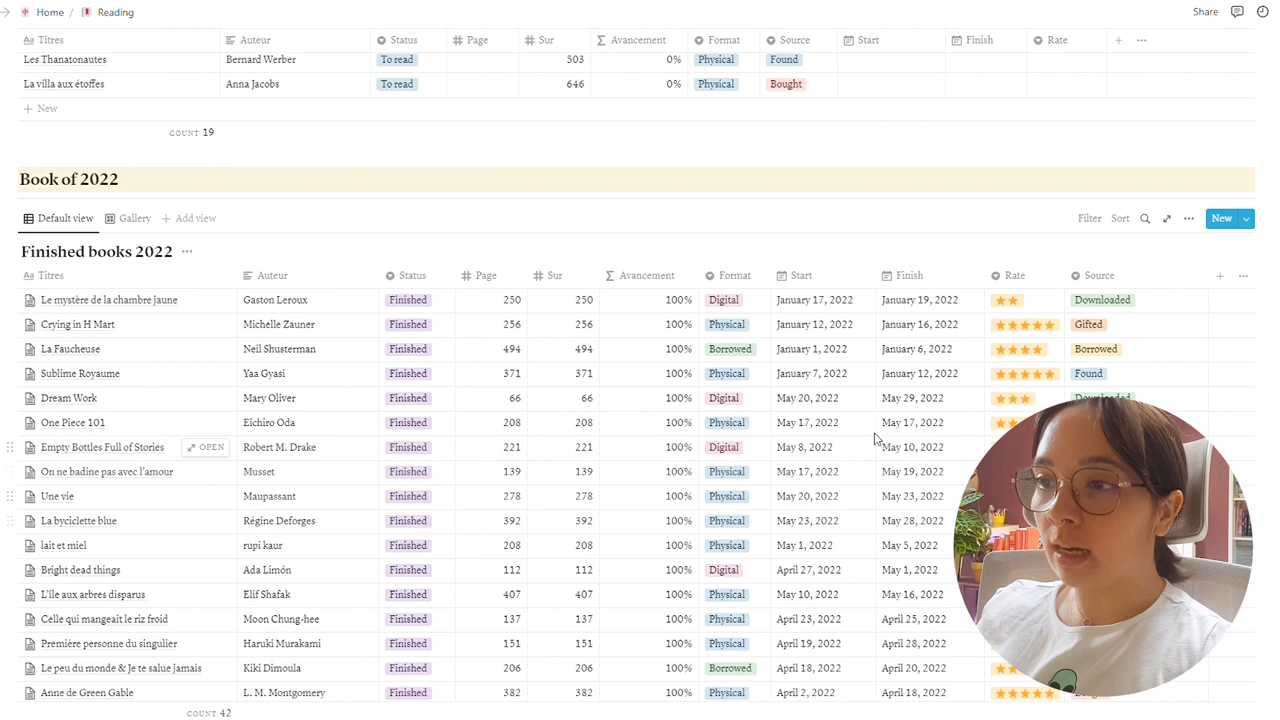 Home / Reading Share
Titres Auteur Status Page Sur Avancement Format Source Start Finish Rate
Les Thanatonautes Bernard Werber To read 503 0% Physical Found
La villa aux étoffes Anna Jacobs To read 646 0% Physical Bought
New
COUNT 19
Book of 2022
Default view Gallery Add view Filter Sort New
Finished books 2022
Titres Auteur Status Page Sur Avancement Format Start Finish Rate Source
Le mystère de la chambre jaune Gaston Leroux Finished 250 250 100% Digital January 17, 2022 January 19, 2022 Downloaded
Crying in H Mart Michelle Zauner Finished 256 256 100% Physical January 12, 2022 January 16, 2022 Gifted
La Faucheuse Neil Shusterman Finished 494 494 100% Borrowed January 1, 2022 January 6, 2022 Borrowed
Sublime Royaume Yaa Gyasi Finished 371 371 100% Physical January 7, 2022 January 12, 2022 Found
Dream Work Mary Oliver Finished 66 66 100% Digital May 20, 2022 May 29, 2022 Downloaded
One Piece 101 Eichiro Oda Finished 208 208 100% Physical May 17, 2022 May 17, 2022
Empty Bottles Full of Stories OPEN Robert M. Drake Finished 221 221 100% Digital May 8, 2022 May 10, 2022
On ne badine pas avec l'amour Musset Finished 139 139 100% Physical May 17, 2022 May 19, 2022
Une vie Maupassant Finished 278 278 100% Physical May 20, 2022 May 23, 2022
La byciclette blue Régine Deforges Finished 392 392 100% Physical May 23, 2022 May 28, 2022
lait et miel rupi kaur Finished 208 208 100% Physical May 1, 2022 May 5, 2022
Bright dead things Ada Limón Finished 112 112 100% Digital April 27, 2022 May 1, 2022
L'île aux arbres disparus Elif Shafak Finished 407 407 100% Physical May 10, 2022 May 16, 2022
Celle qui mangeait le riz froid Moon Chung-hee Finished 137 137 100% Physical April 23, 2022 April 25, 2022
Première personne du singulier Haruki Murakami Finished 151 151 100% Physical April 19, 2022 April 28, 2022
Le peu du monde & Je te salue jamais Kiki Dimoula Finished 206 206 100% Borrowed April 18, 2022 April 20, 2022
Anne de Green Gable L. M. Montgomery Finished 382 382 100% Physical April 2, 2022 April 18, 2022
COUNT 42